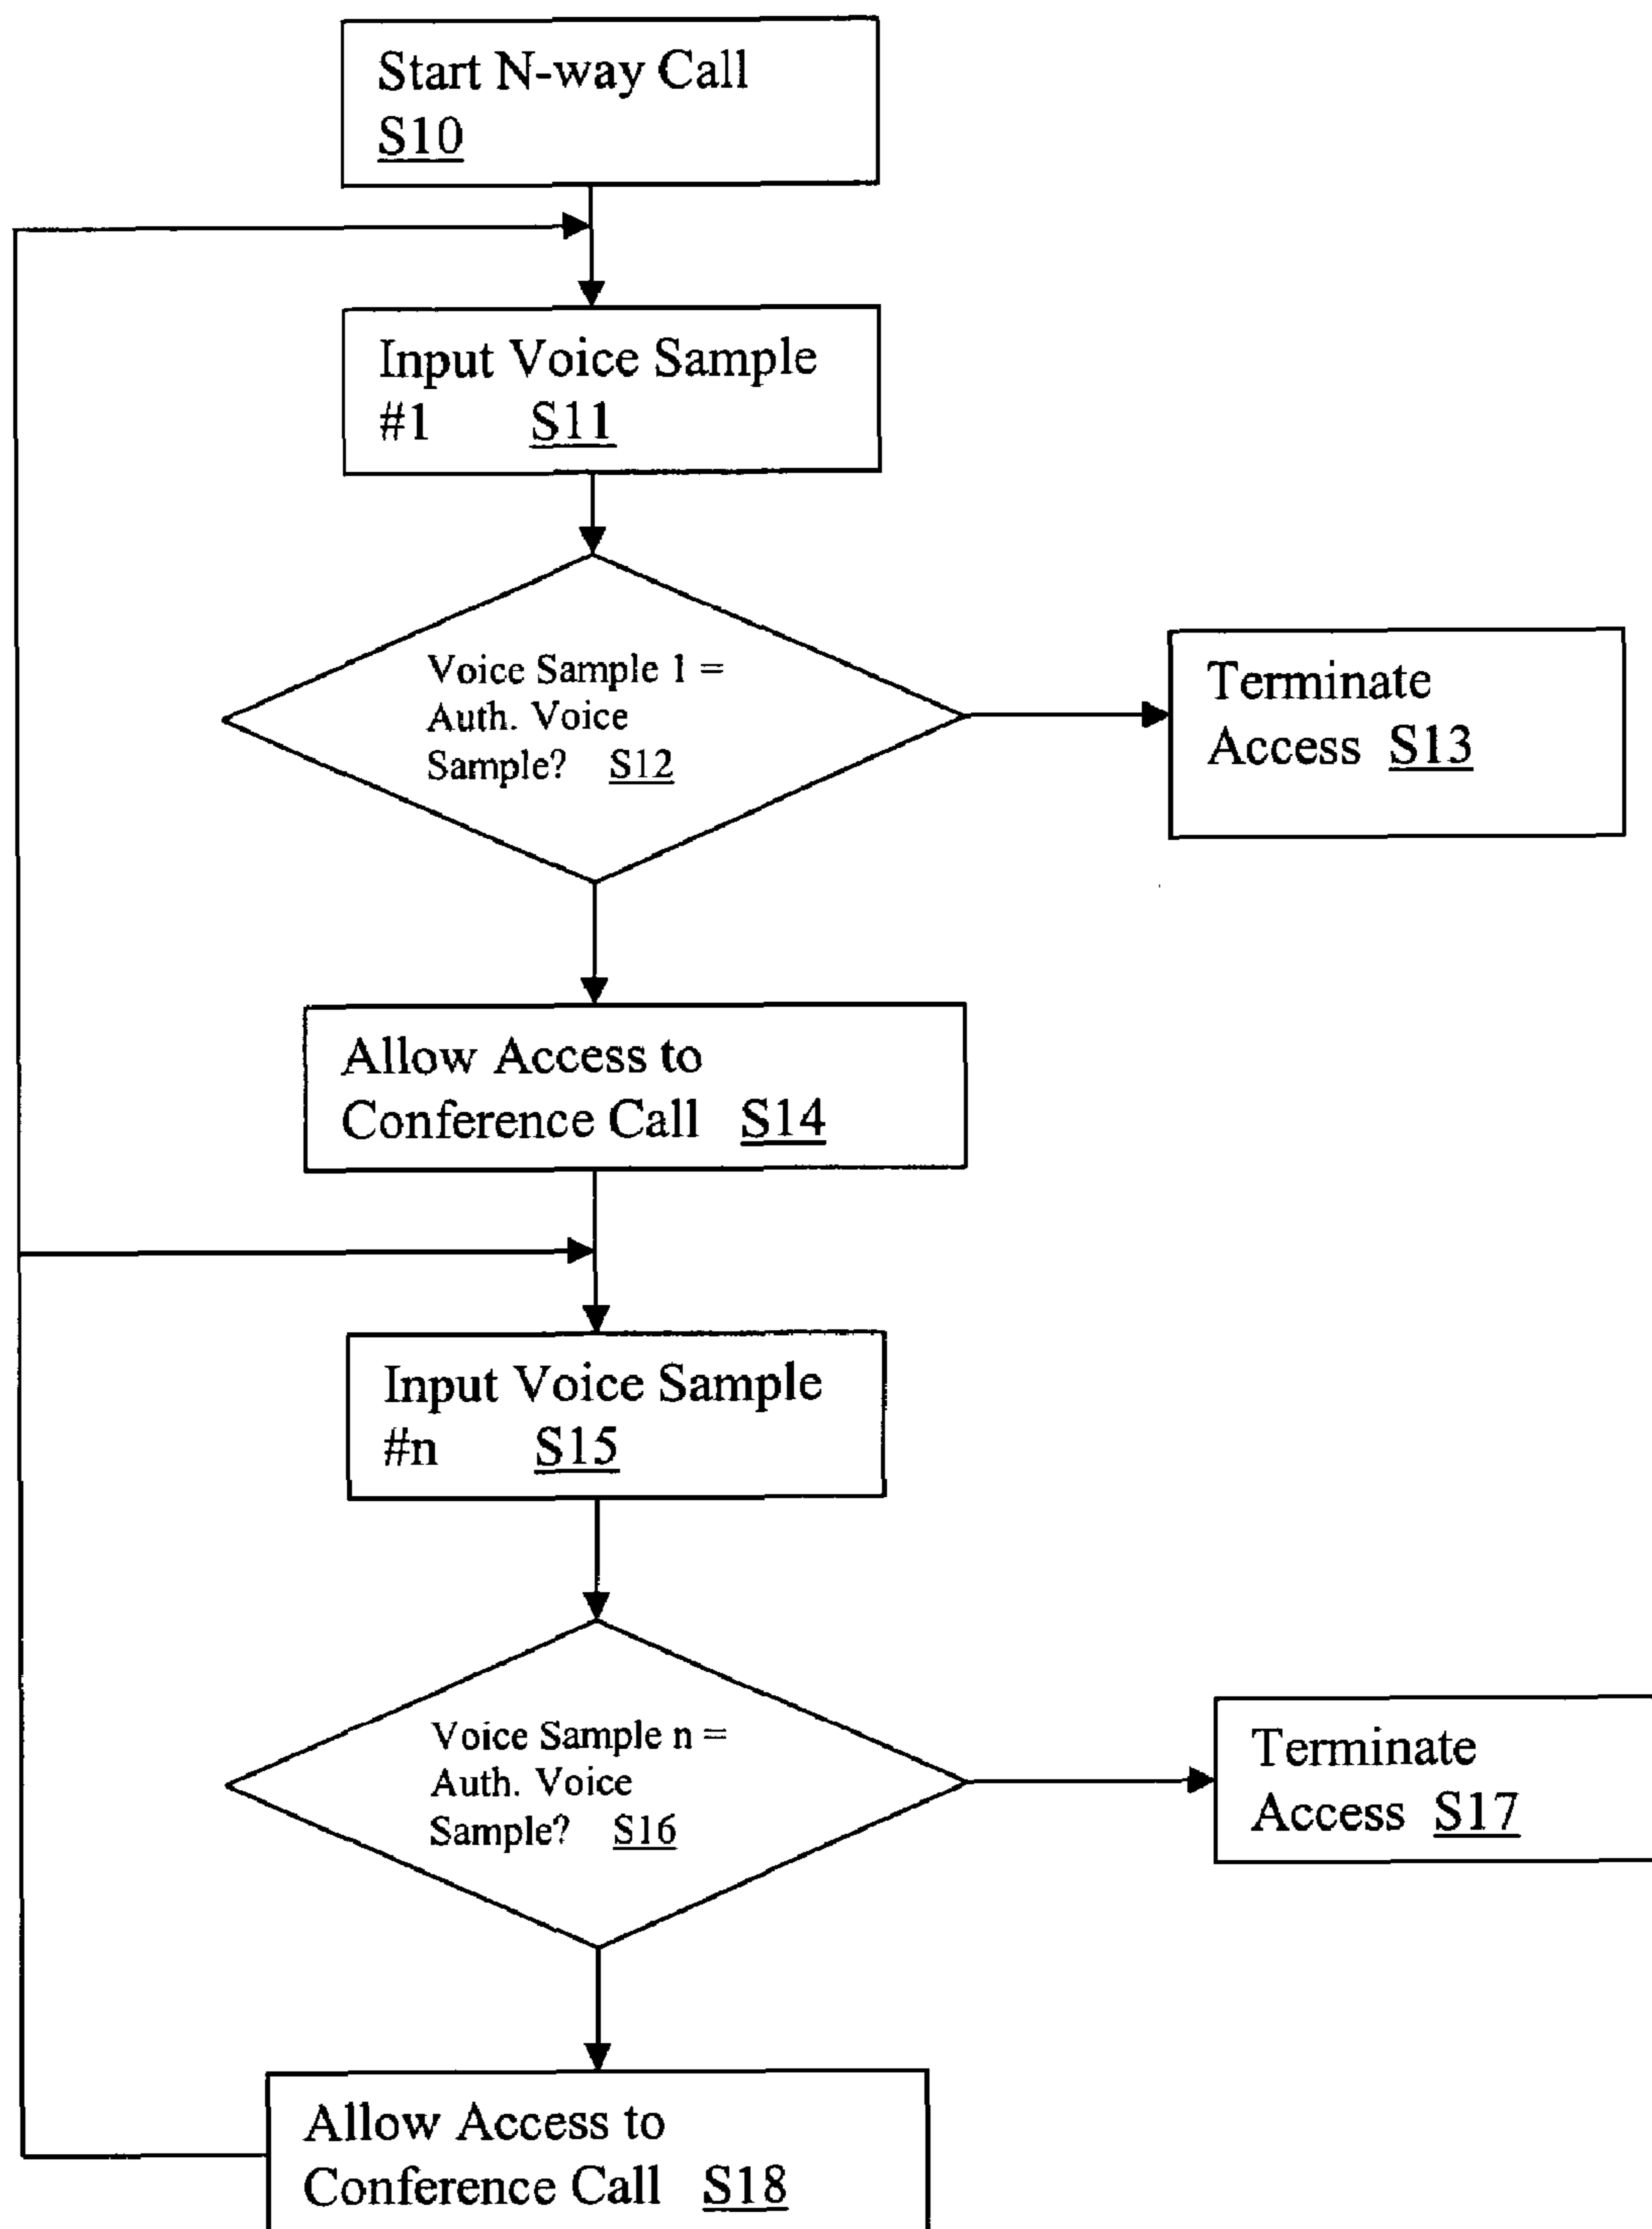 Start N-way Call
S10
Input Voice Sample
#1 S11
Voice Sample 1 =
Auth. Voice
Sample? S12
Terminate
Access S13
Allow Access to
Conference Call S14
Input Voice Sample
#n S15
Voice Sample n =
Auth. Voice
Sample? S16
Terminate
Access S17
Allow Access to
Conference Call S18